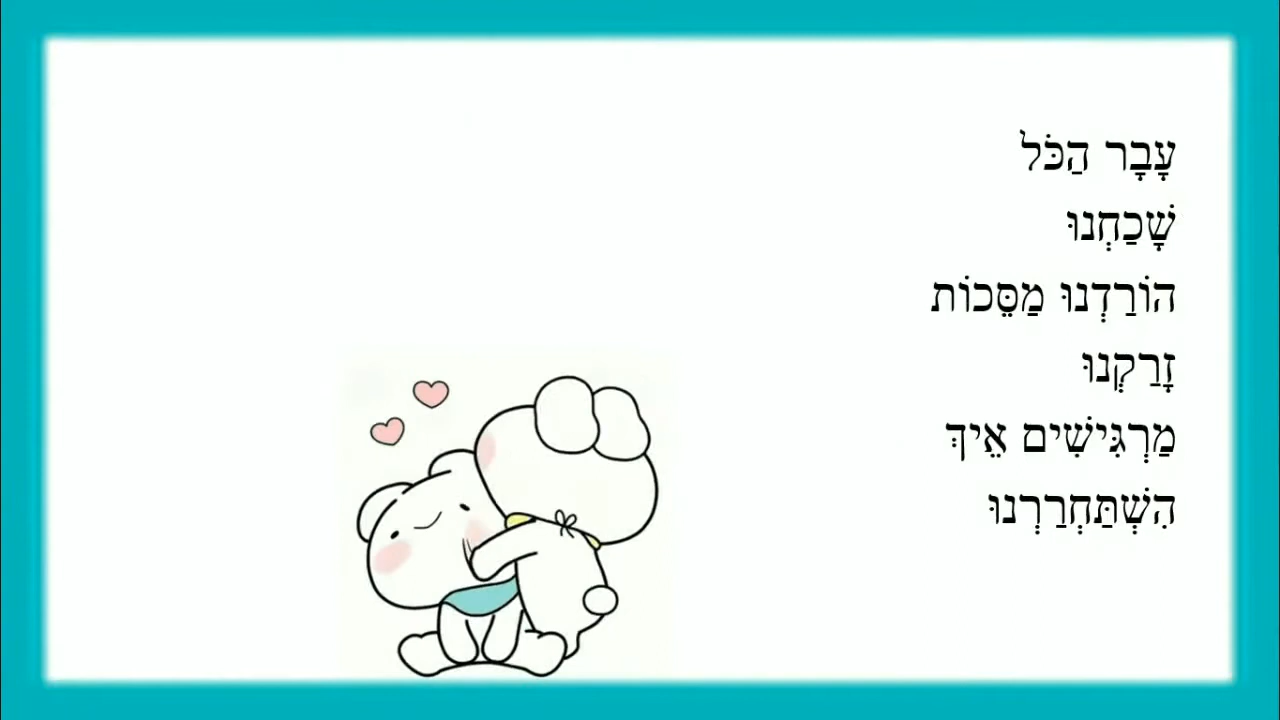 עָבָר הַכֹּל
שָׁכַחְנוּ
הוֹרַדְנוּ מַסֵּכוֹת
זָרַקְנוּ
מַרְגִּישִׁים אֵיךְ
הִשְׁתַּחְרַרְנוּ